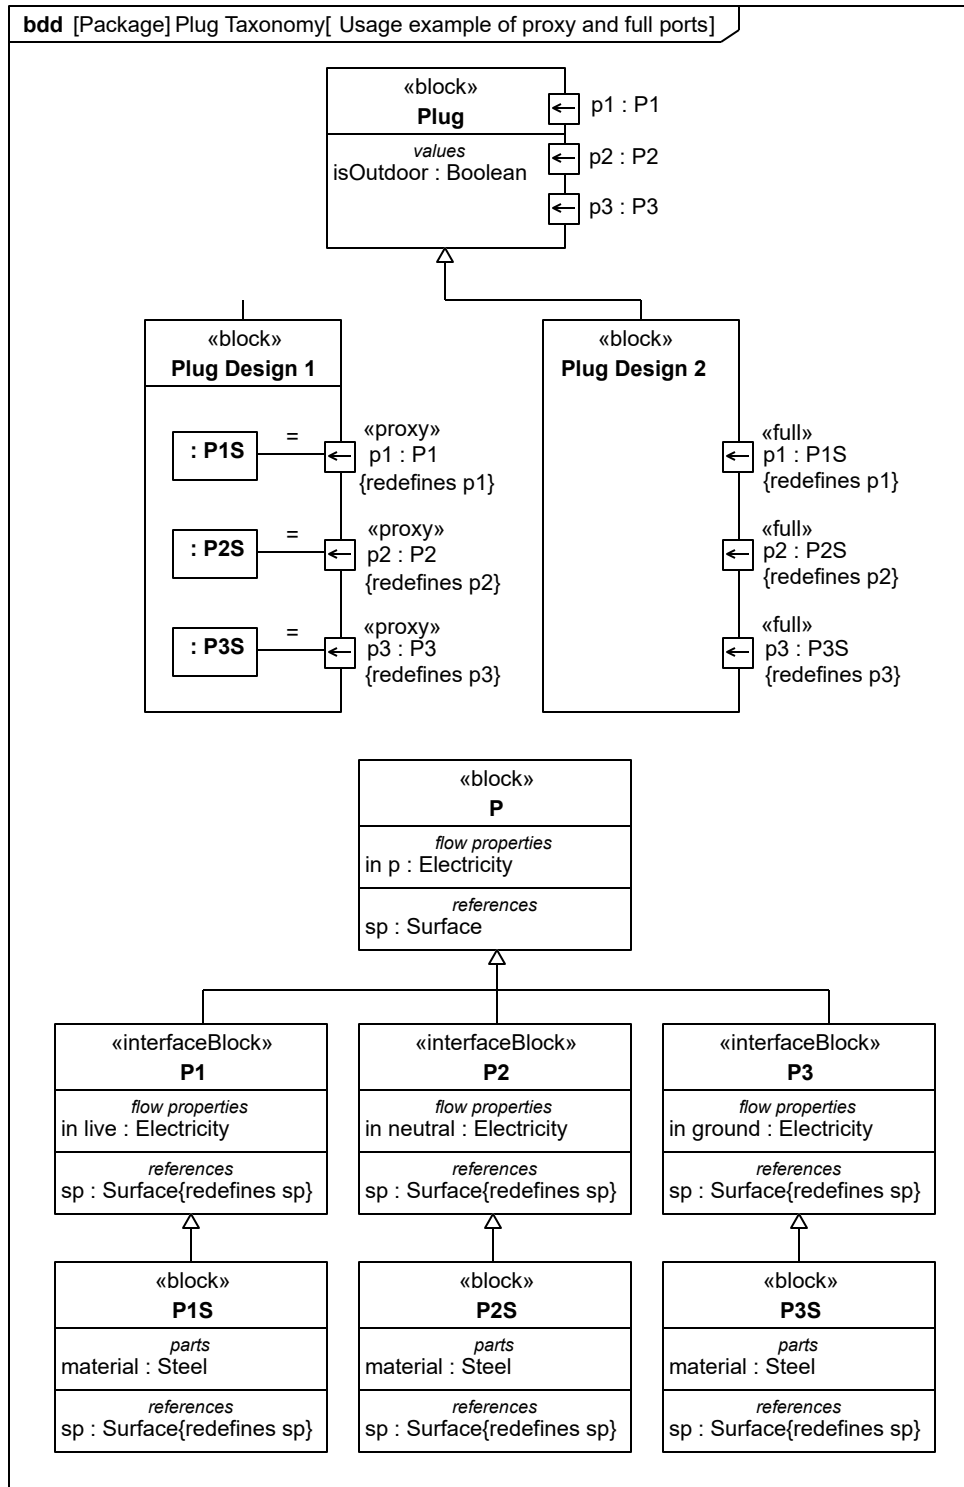 bdd [Package] Plug Taxonomy[ Usage example of proxy and full ports]
«block»
Plug
values
isOutdoor : Boolean
p1 : P1
p2 : P2
p3 : P3
«block»
Plug Design 1
: P1S
=
«proxy»
p1 : P1
{redefines p1}
: P2S
=
«proxy»
p2 : P2
{redefines p2}
: P3S
=
«proxy»
p3 : P3
{redefines p3}
«block»
Plug Design 2
«full»
p1 : P1S
{redefines p1}
«full»
p2 : P2S
{redefines p2}
«full»
p3 : P3S
{redefines p3}
«block»
P
flow properties
in p : Electricity
references
sp : Surface
«interfaceBlock»
P1
flow properties
in live : Electricity
references
sp : Surface{redefines sp}
«interfaceBlock»
P2
flow properties
in neutral : Electricity
references
sp : Surface{redefines sp}
«interfaceBlock»
P3
flow properties
in ground : Electricity
references
sp : Surface{redefines sp}
«block»
P1S
parts
material : Steel
references
sp : Surface{redefines sp}
«block»
P2S
parts
material : Steel
references
sp : Surface{redefines sp}
«block»
P3S
parts
material : Steel
references
sp : Surface{redefines sp}